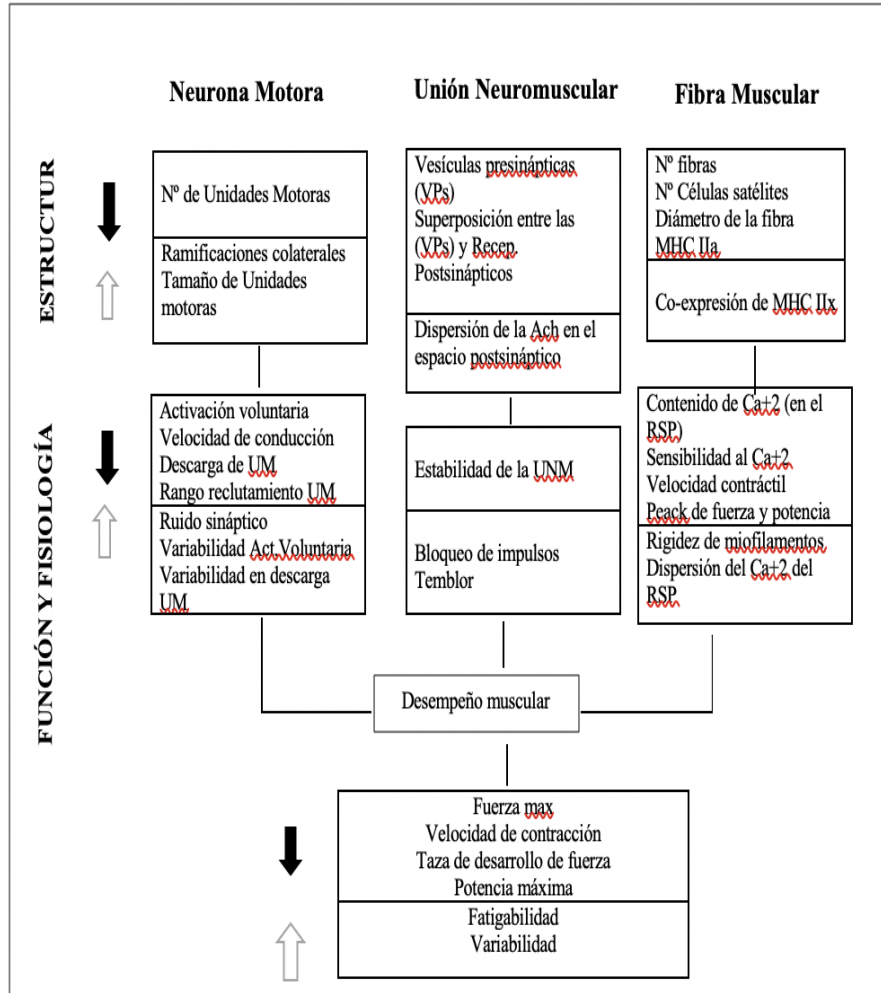 Neurona Motora
Unión Neuromuscular
Fibra Muscular
ESTRUCTUR
Nº de Unidades Motoras
Ramificaciones colaterales
Tamaño de Unidades
motoras
Vesículas presinápticas
(VPs)
Superposición entre las
(VPs) y Recep.
Postsinápticos
Dispersión de la Ach en el
espacio postsináptico
Nº fibras
Nº Células satélites
Diámetro de la fibra
MHC IIa
Co-expresión de MHC IIx
FUNCIÓN Y FISIOLOGÍA
Activación voluntaria
Velocidad de conducción
Descarga de UM
Rango reclutamiento UM
Ruido sináptico
Variabilidad Act.Voluntaria
Variabilidad en descarga
UM
Estabilidad de la UNM
Bloqueo de impulsos
Temblor
Contenido de Ca+2 (en el
RSP)
Sensibilidad al Ca+2
Velocidad contráctil
Peack de fuerza y potencia
Rigidez de miofilamentos
Dispersión del Ca+2 del
RSP
Desempeño muscular
Fuerza max
Velocidad de contracción
Taza de desarrollo de fuerza
Potencia máxima
Fatigabilidad
Variabilidad